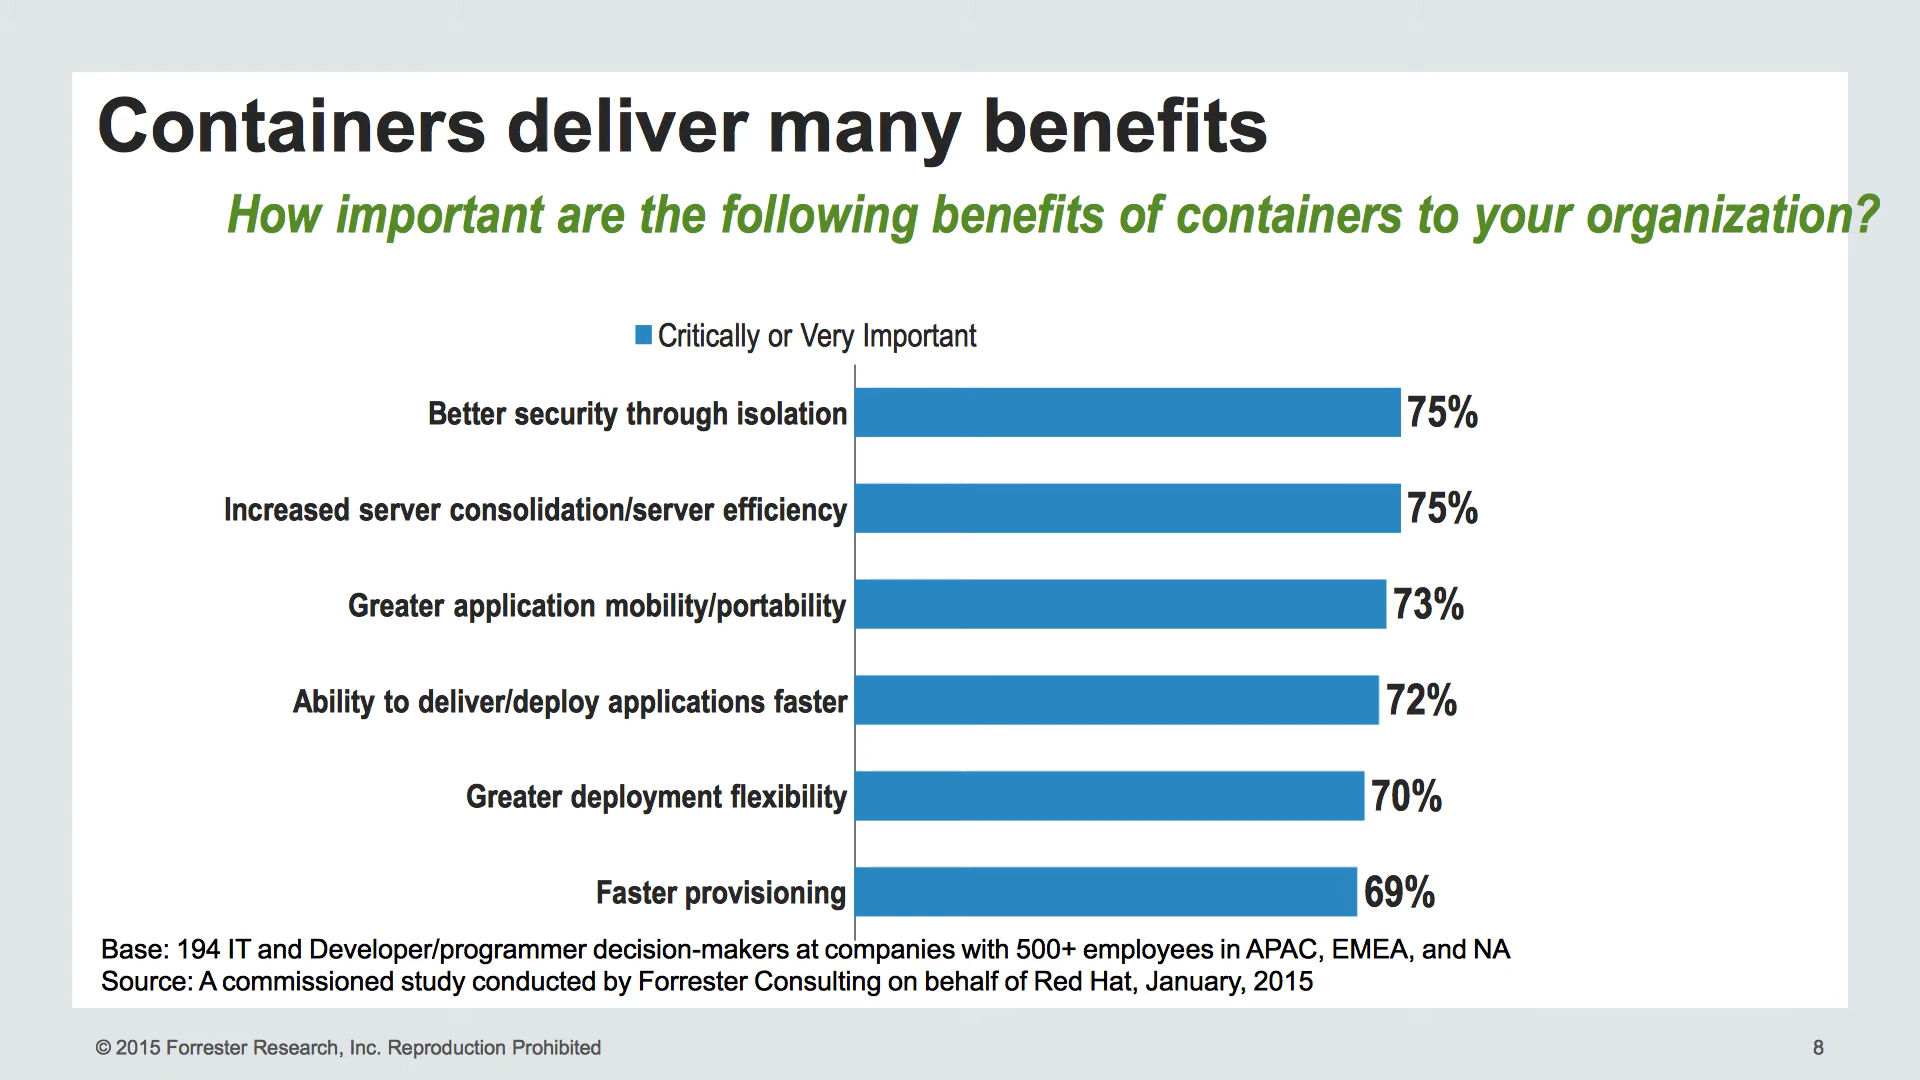 Containers deliver many benefits
How important are the following benefits of containers to your organization?
Critically or Very Important
Better security through isolation 75%
Increased server consolidation/server efficiency 75%
Greater application mobility/portability 73%
Ability to deliver/deploy applications faster 72%
Greater deployment flexibility 70%
Faster provisioning 69%
Base: 194 IT and Developer/programmer decision-makers at companies with 500+ employees in APAC, EMEA, and NA
Source: A commissioned study conducted by Forrester Consulting on behalf of Red Hat, January, 2015
© 2015 Forrester Research, Inc. Reproduction Prohibited 8